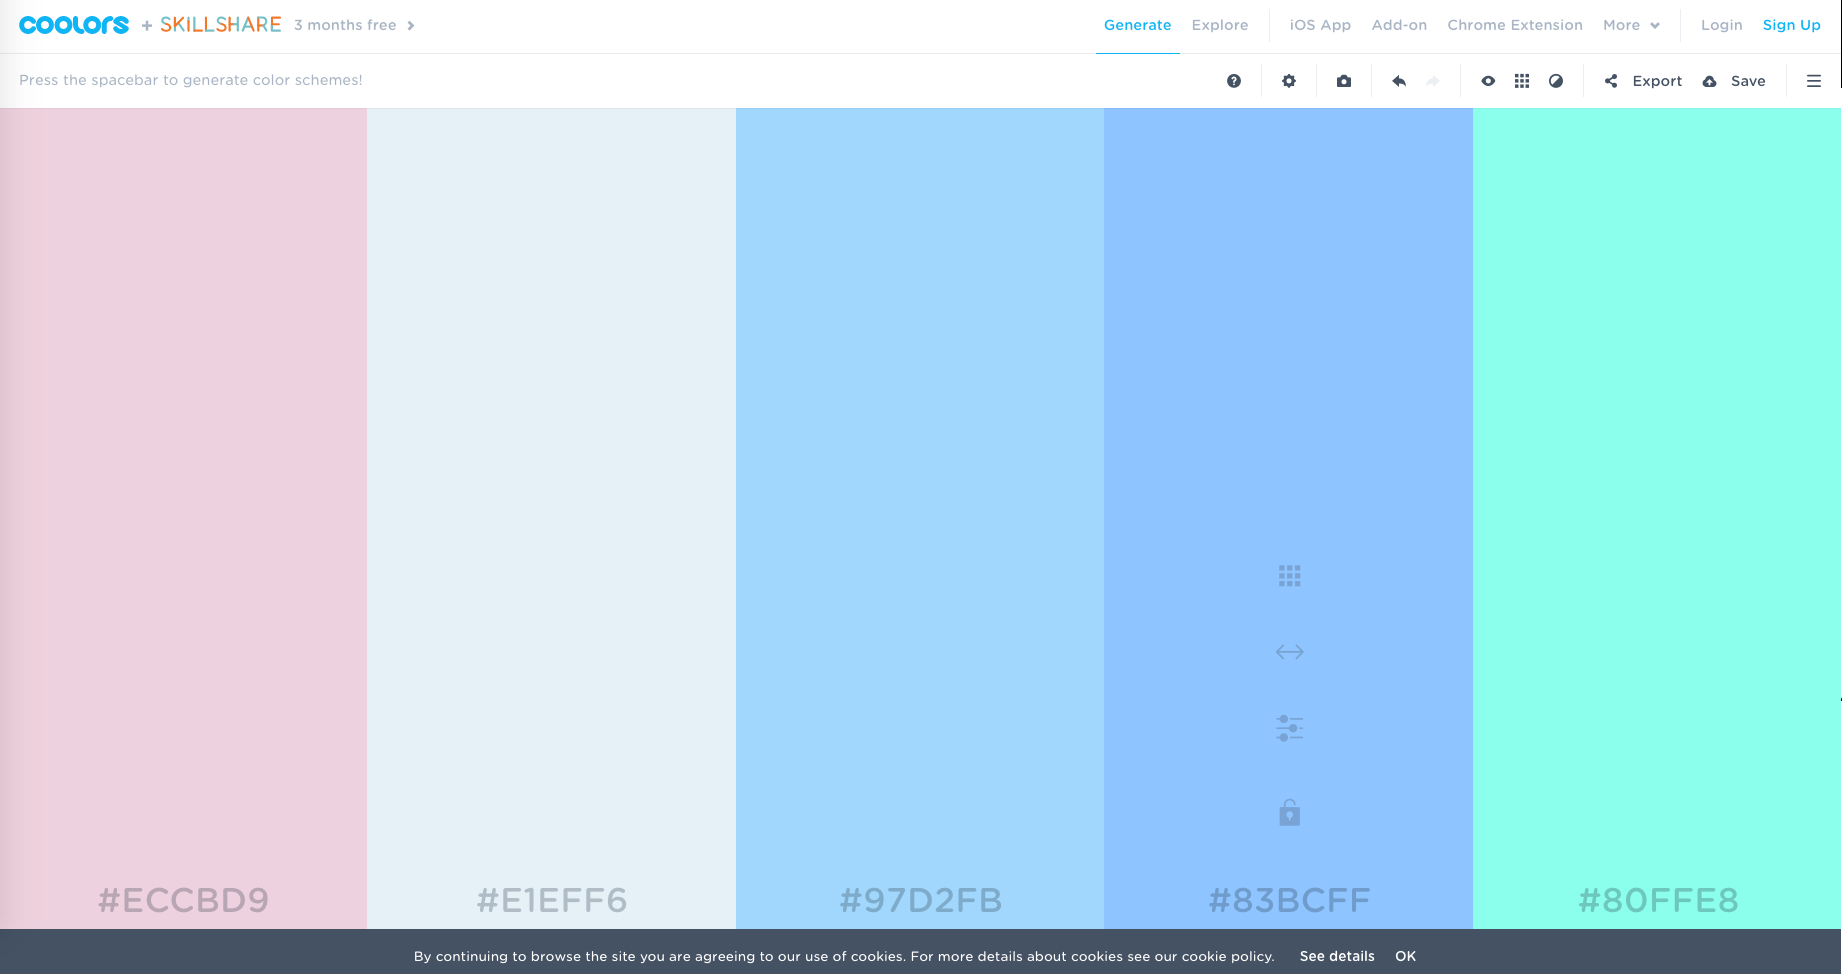 coolors + SKILLSHARE 3 months free
Generate Explore iOS App Add-on Chrome Extension More Login Sign Up
Press the spacebar to generate color schemes!
Export Save
#ECCBD9 #E1EFF6 #97D2FB #83BCFF #80FFE8
By continuing to browse the site you are agreeing to our use of cookies. For more details about cookies see our cookie policy. See details OK